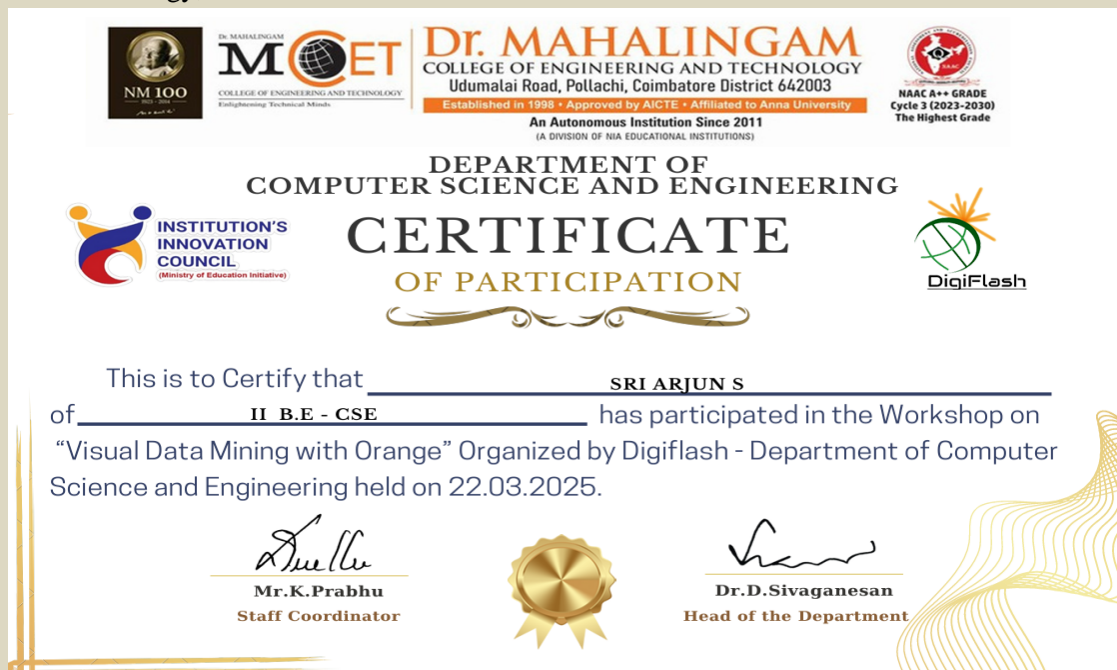 NM 100
1923 - 2014
Dr. MAHALINGAM
MCET
COLLEGE OF ENGINEERING AND TECHNOLOGY
Enlightening Technical Minds
Dr. MAHALINGAM
COLLEGE OF ENGINEERING AND TECHNOLOGY
Udumalai Road, Pollachi, Coimbatore District 642003
Established in 1998 • Approved by AICTE • Affiliated to Anna University
An Autonomous Institution Since 2011
(A DIVISION OF NIA EDUCATIONAL INSTITUTIONS)
NAAC
NAAC A++ GRADE
Cycle 3 (2023-2030)
The Highest Grade
DEPARTMENT OF
COMPUTER SCIENCE AND ENGINEERING
INSTITUTION'S
INNOVATION
COUNCIL
(Ministry of Education Initiative)
CERTIFICATE
OF PARTICIPATION
DigiFlash
This is to Certify that SRI ARJUN S
of II B.E - CSE has participated in the Workshop on
“Visual Data Mining with Orange” Organized by Digiflash - Department of Computer
Science and Engineering held on 22.03.2025.
Mr.K.Prabhu
Staff Coordinator
Dr.D.Sivaganesan
Head of the Department